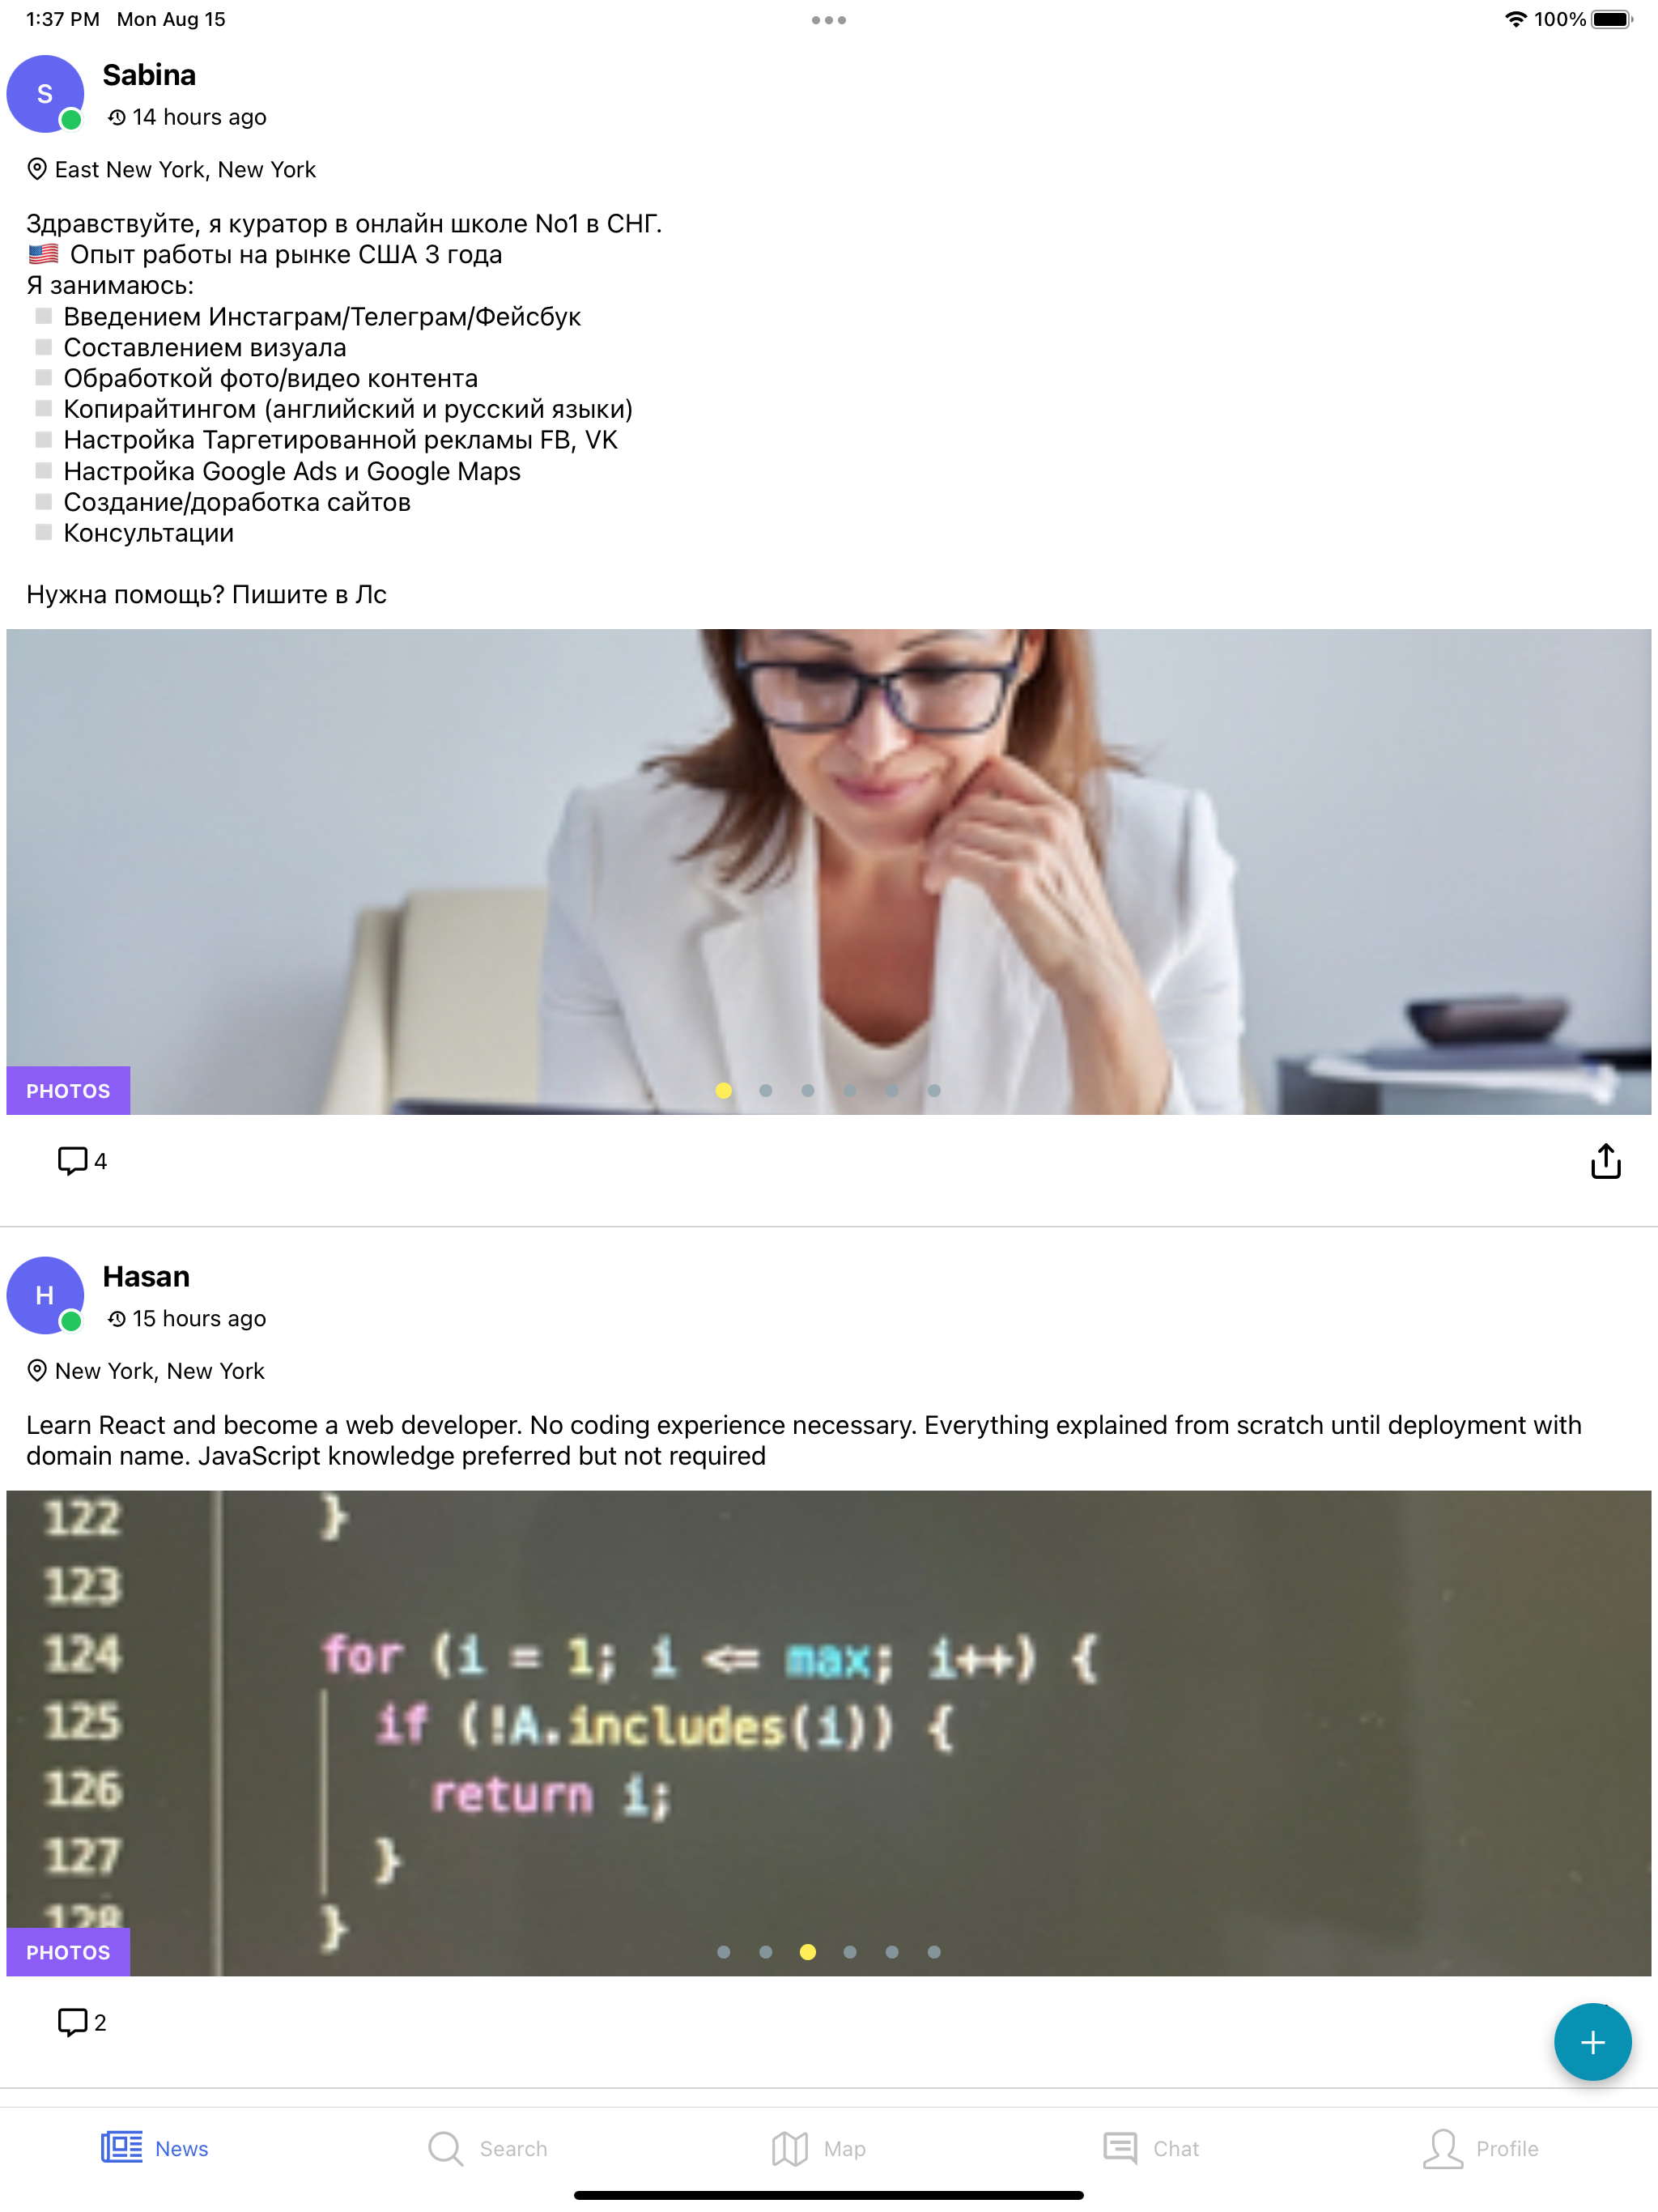 1:37 PM Mon Aug 15
100%
S
Sabina
14 hours ago
East New York, New York
Здравствуйте, я куратор в онлайн школе No1 в СНГ.
🇺🇸 Опыт работы на рынке США 3 года
Я занимаюсь:
◽️Введением Инстаграм/Телеграм/Фейсбук
◽️Составлением визуала
◽️Обработкой фото/видео контента
◽️Копирайтингом (английский и русский языки)
◽️Настройка Таргетированной рекламы FB, VK
◽️Настройка Google Ads и Google Maps
◽️Создание/доработка сайтов
◽️Консультации
Нужна помощь? Пишите в Лс
PHOTOS
4
H
Hasan
15 hours ago
New York, New York
Learn React and become a web developer. No coding experience necessary. Everything explained from scratch until deployment with
domain name. JavaScript knowledge preferred but not required
122 }
123
124 for (i = 1; i <= max; i++) {
125 if (!A.includes(i)) {
126 return i;
127 }
128 }
PHOTOS
2
+
News Search Map Chat Profile